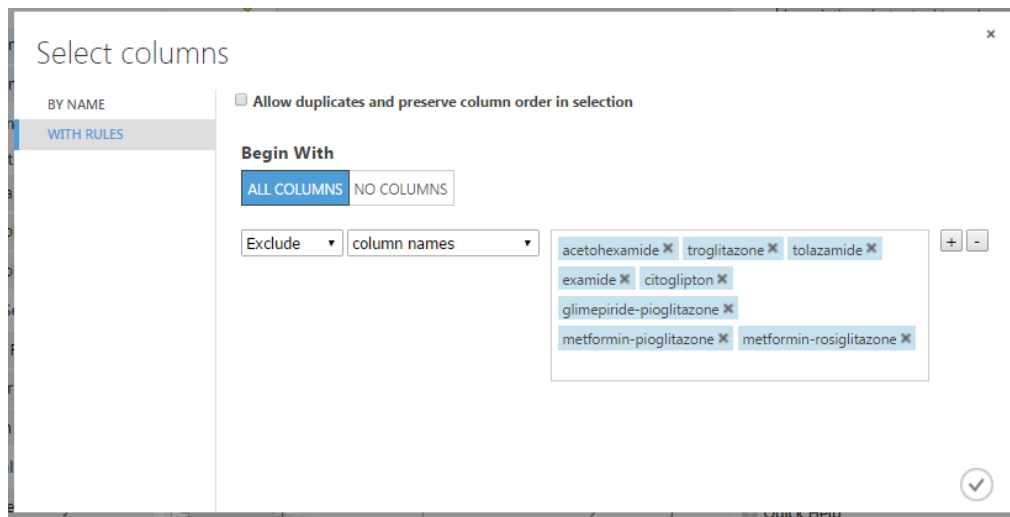 Select columns
×
BY NAME
WITH RULES
Allow duplicates and preserve column order in selection
Begin With
ALL COLUMNS NO COLUMNS
Exclude column names
acetohexamide troglitazone tolazamide
examide citoglipton
glimepiride-pioglitazone
metformin-pioglitazone metformin-rosiglitazone
+ -
Quick Help